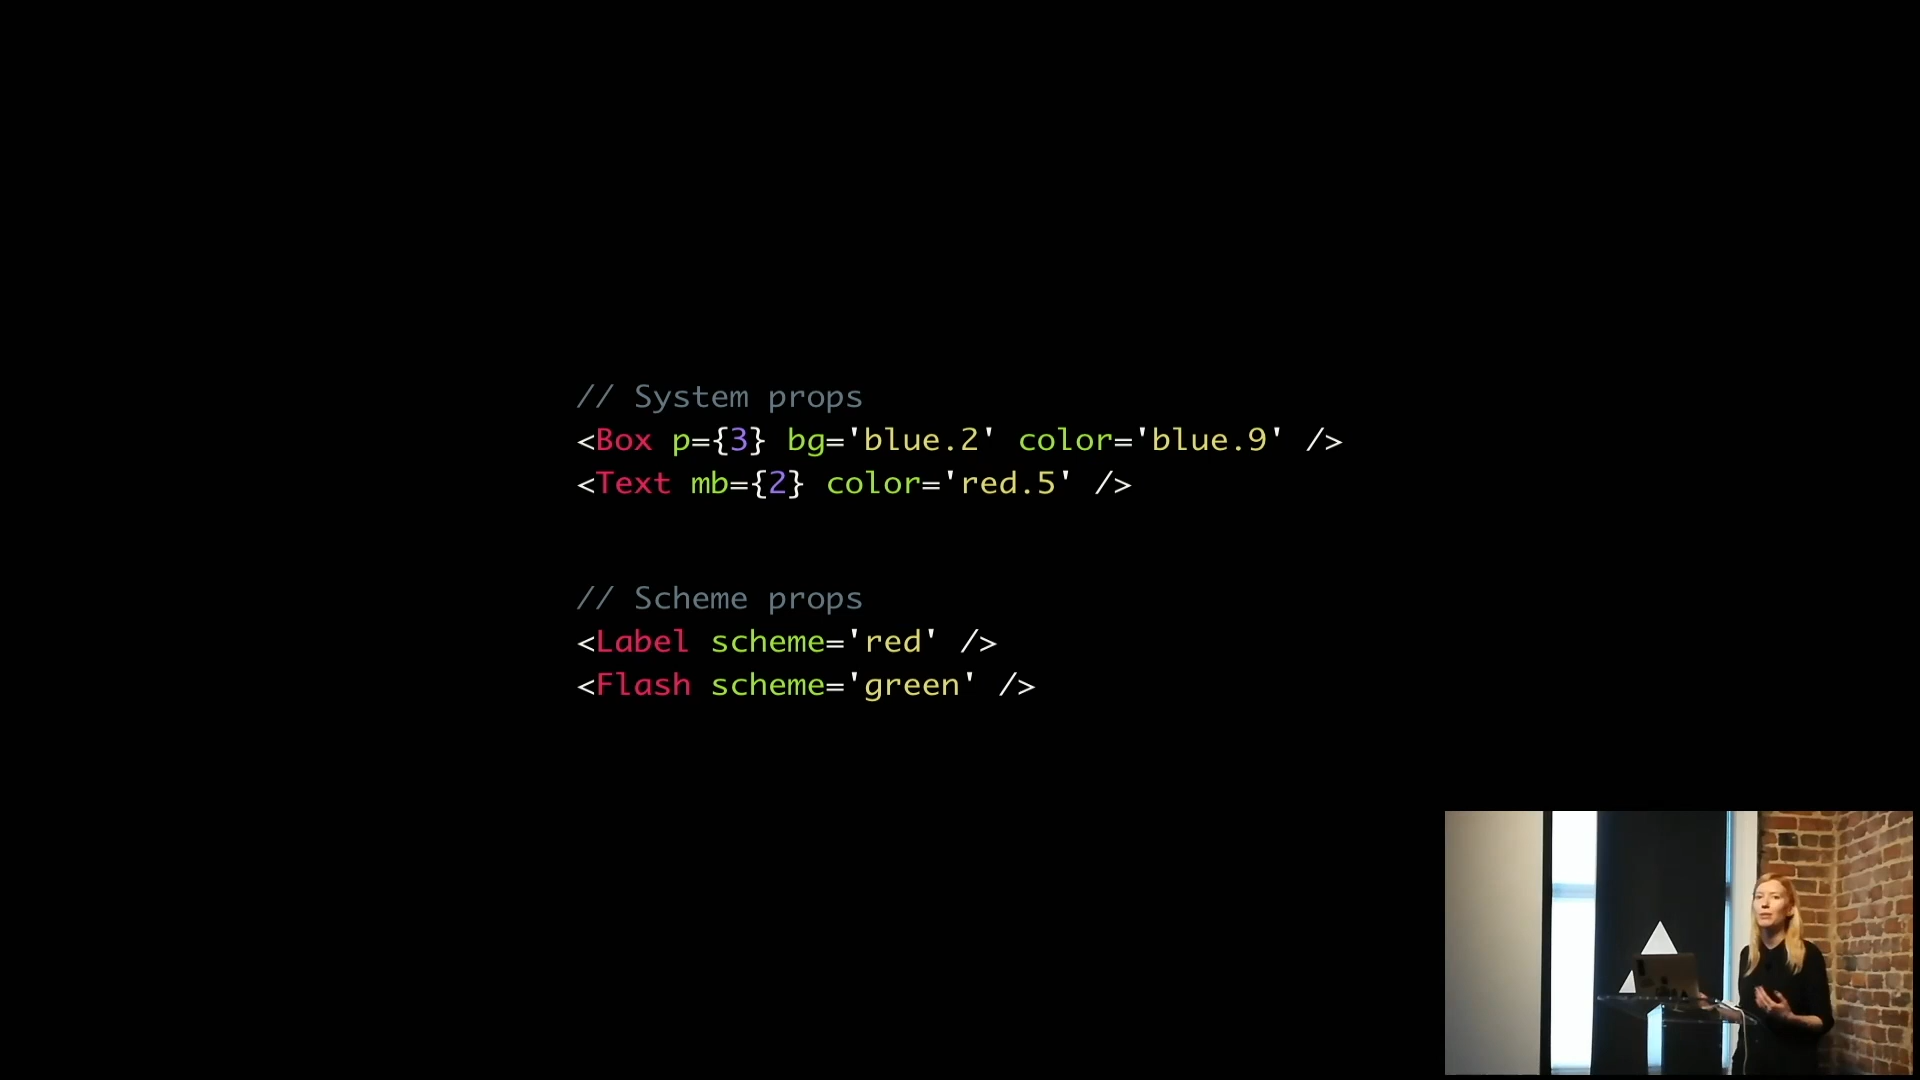 // System props
<Box p={3} bg='blue.2' color='blue.9' />
<Text mb={2} color='red.5' />
// Scheme props
<Label scheme='red' />
<Flash scheme='green' />